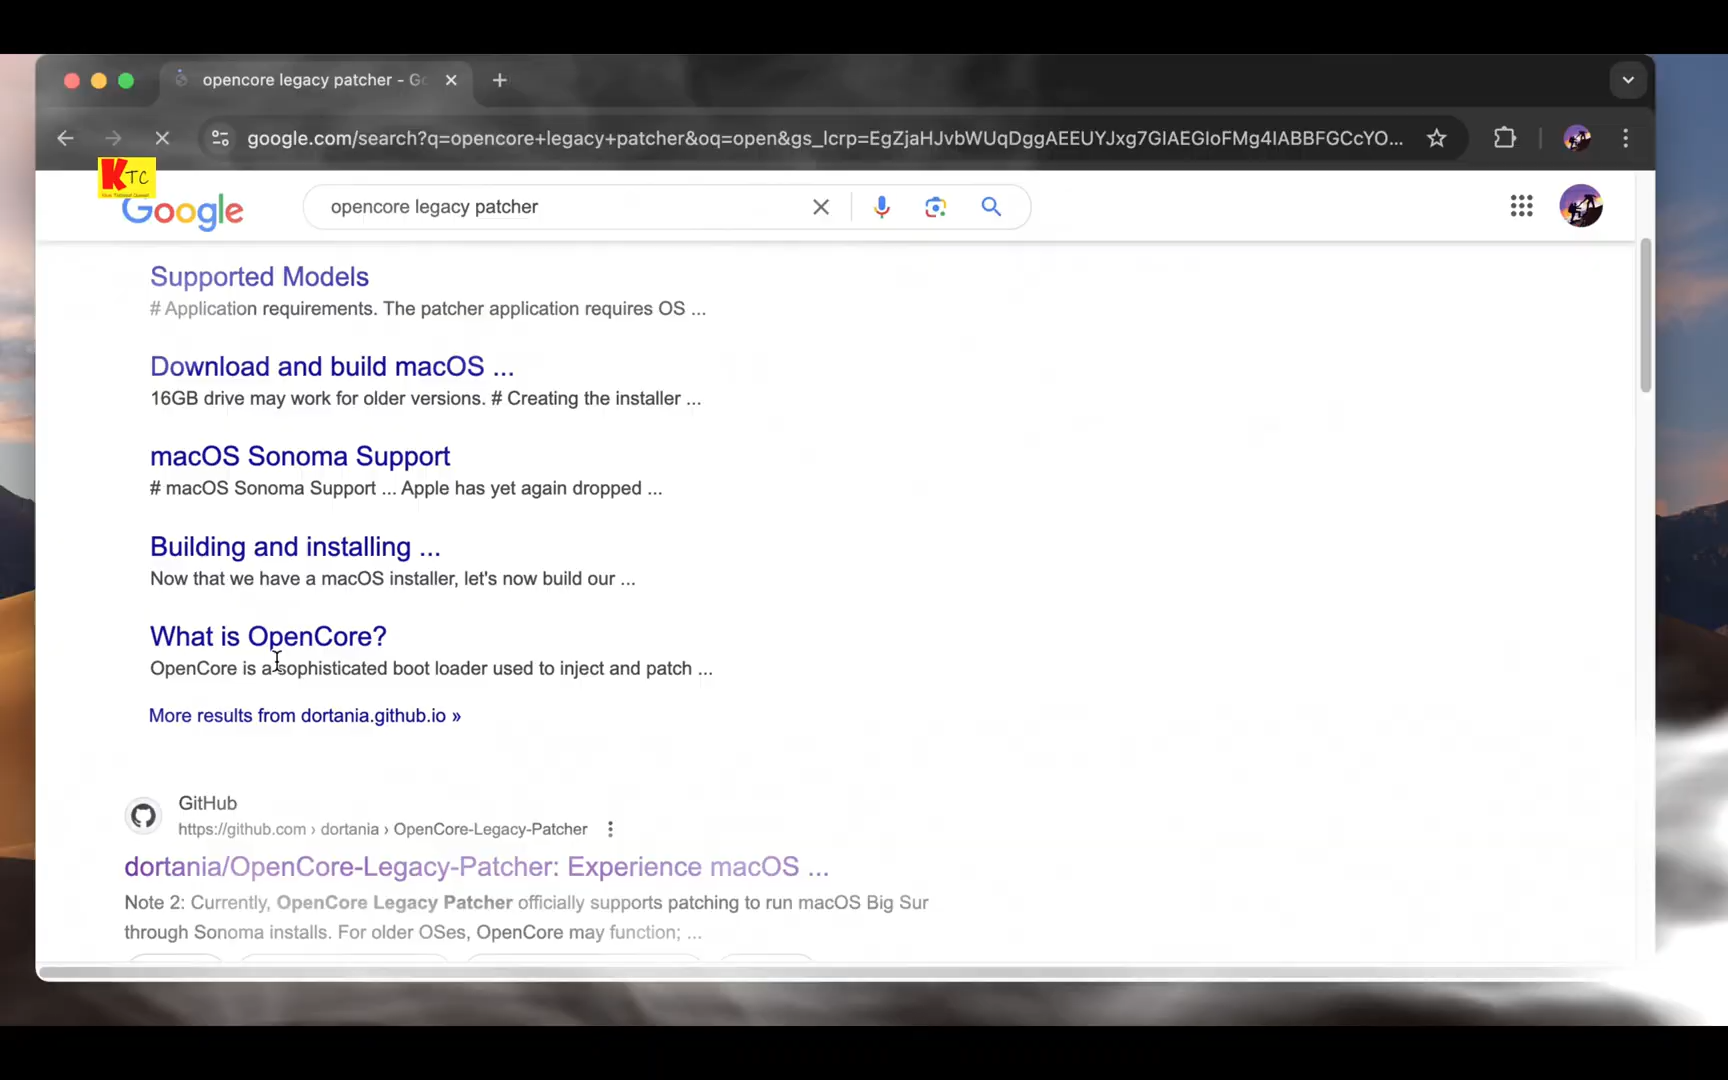 opencore legacy patcher - Go
google.com/search?q=opencore+legacy+patcher&oq=open&gs_lcrp=EgZjaHJvbWUqDggAEEUYJxg7GIAEGIoFMg4IABBFGCcYO...
KTC
Google
opencore legacy patcher
Supported Models
# Application requirements. The patcher application requires OS ...
Download and build macOS ...
16GB drive may work for older versions. # Creating the installer ...
macOS Sonoma Support
# macOS Sonoma Support ... Apple has yet again dropped ...
Building and installing ...
Now that we have a macOS installer, let's now build our ...
What is OpenCore?
OpenCore is a sophisticated boot loader used to inject and patch ...
More results from dortania.github.io »
GitHub
https://github.com › dortania › OpenCore-Legacy-Patcher
dortania/OpenCore-Legacy-Patcher: Experience macOS ...
Note 2: Currently, OpenCore Legacy Patcher officially supports patching to run macOS Big Sur
through Sonoma installs. For older OSes, OpenCore may function; ...